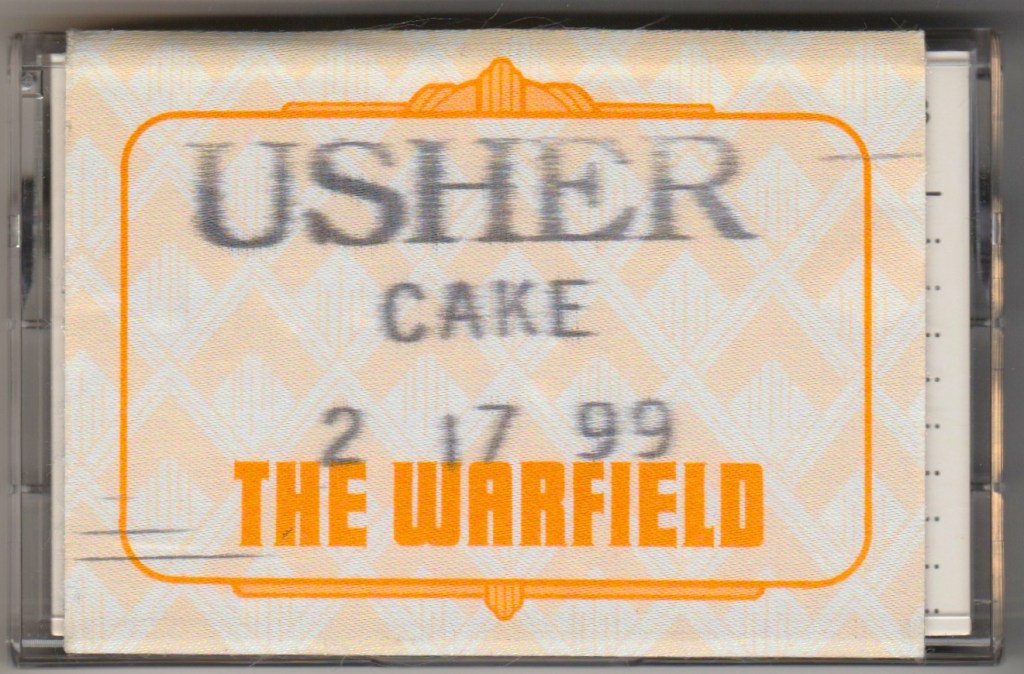 USHER
CAKE
2 17 99
THE WARFIELD